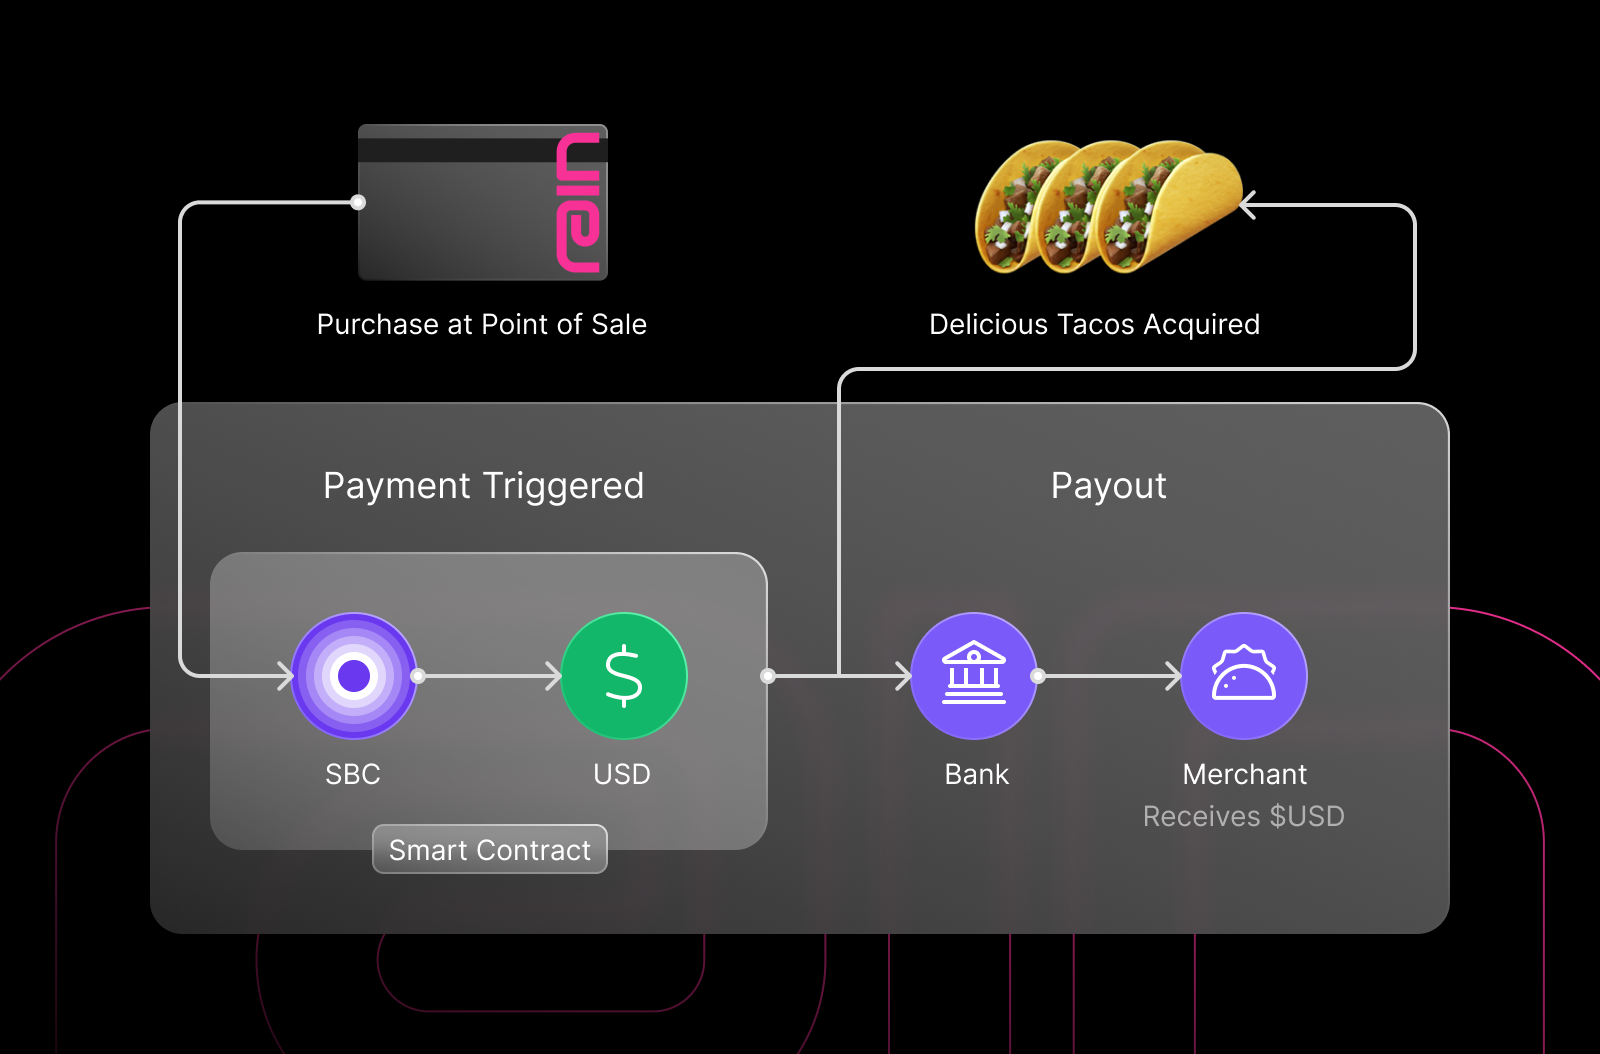 rain
Purchase at Point of Sale
Delicious Tacos Acquired
Payment Triggered
Payout
SBC
USD
Bank
Merchant
Receives $USD
Smart Contract